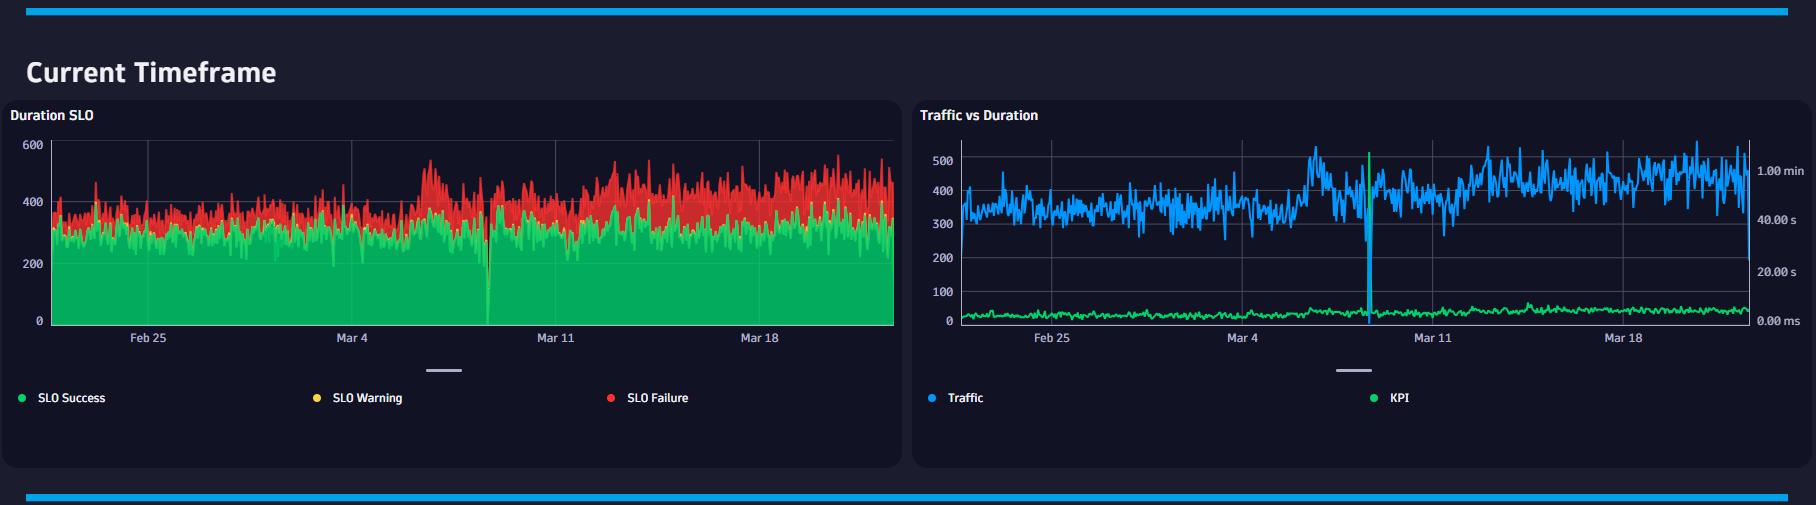 Current Timeframe
Duration SLO
600
400
200
0
Feb 25 Mar 4 Mar 11 Mar 18
SLO Success SLO Warning SLO Failure
Traffic vs Duration
500
400
300
200
100
0
1.00 min
40.00 s
20.00 s
0.00 ms
Feb 25 Mar 4 Mar 11 Mar 18
Traffic KPI